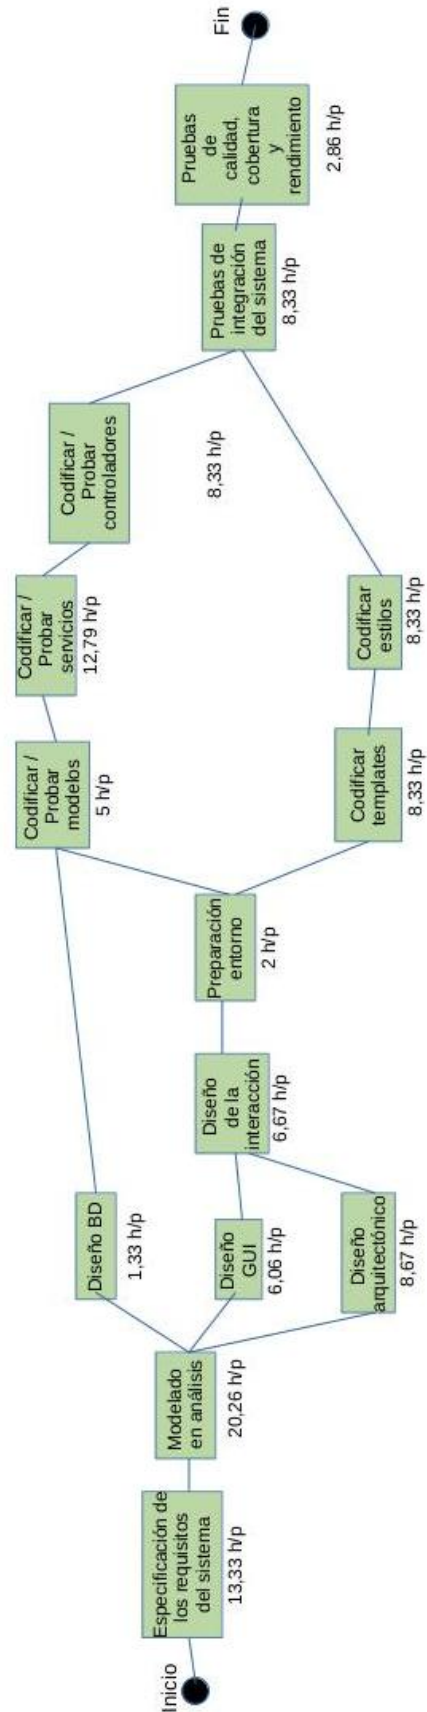 Inicio
Especificación de
los requisitos
del sistema
13,33 h/p
Modelado
en análisis
20,26 h/p
Diseño BD
1,33 h/p
Diseño
GUI
6,06 h/p
Diseño
arquitectónico
8,67 h/p
Diseño
de la
interacción
6,67 h/p
Preparación
entorno
2 h/p
Codificar /
Probar
modelos
5 h/p
Codificar /
Probar
servicios
12,79 h/p
Codificar /
Probar
controladores
8,33 h/p
Codificar
templates
8,33 h/p
Codificar
estilos
8,33 h/p
Pruebas de
integración
del sistema
8,33 h/p
Pruebas
de
calidad,
cobertura
y
rendimiento
2,86 h/p
Fin